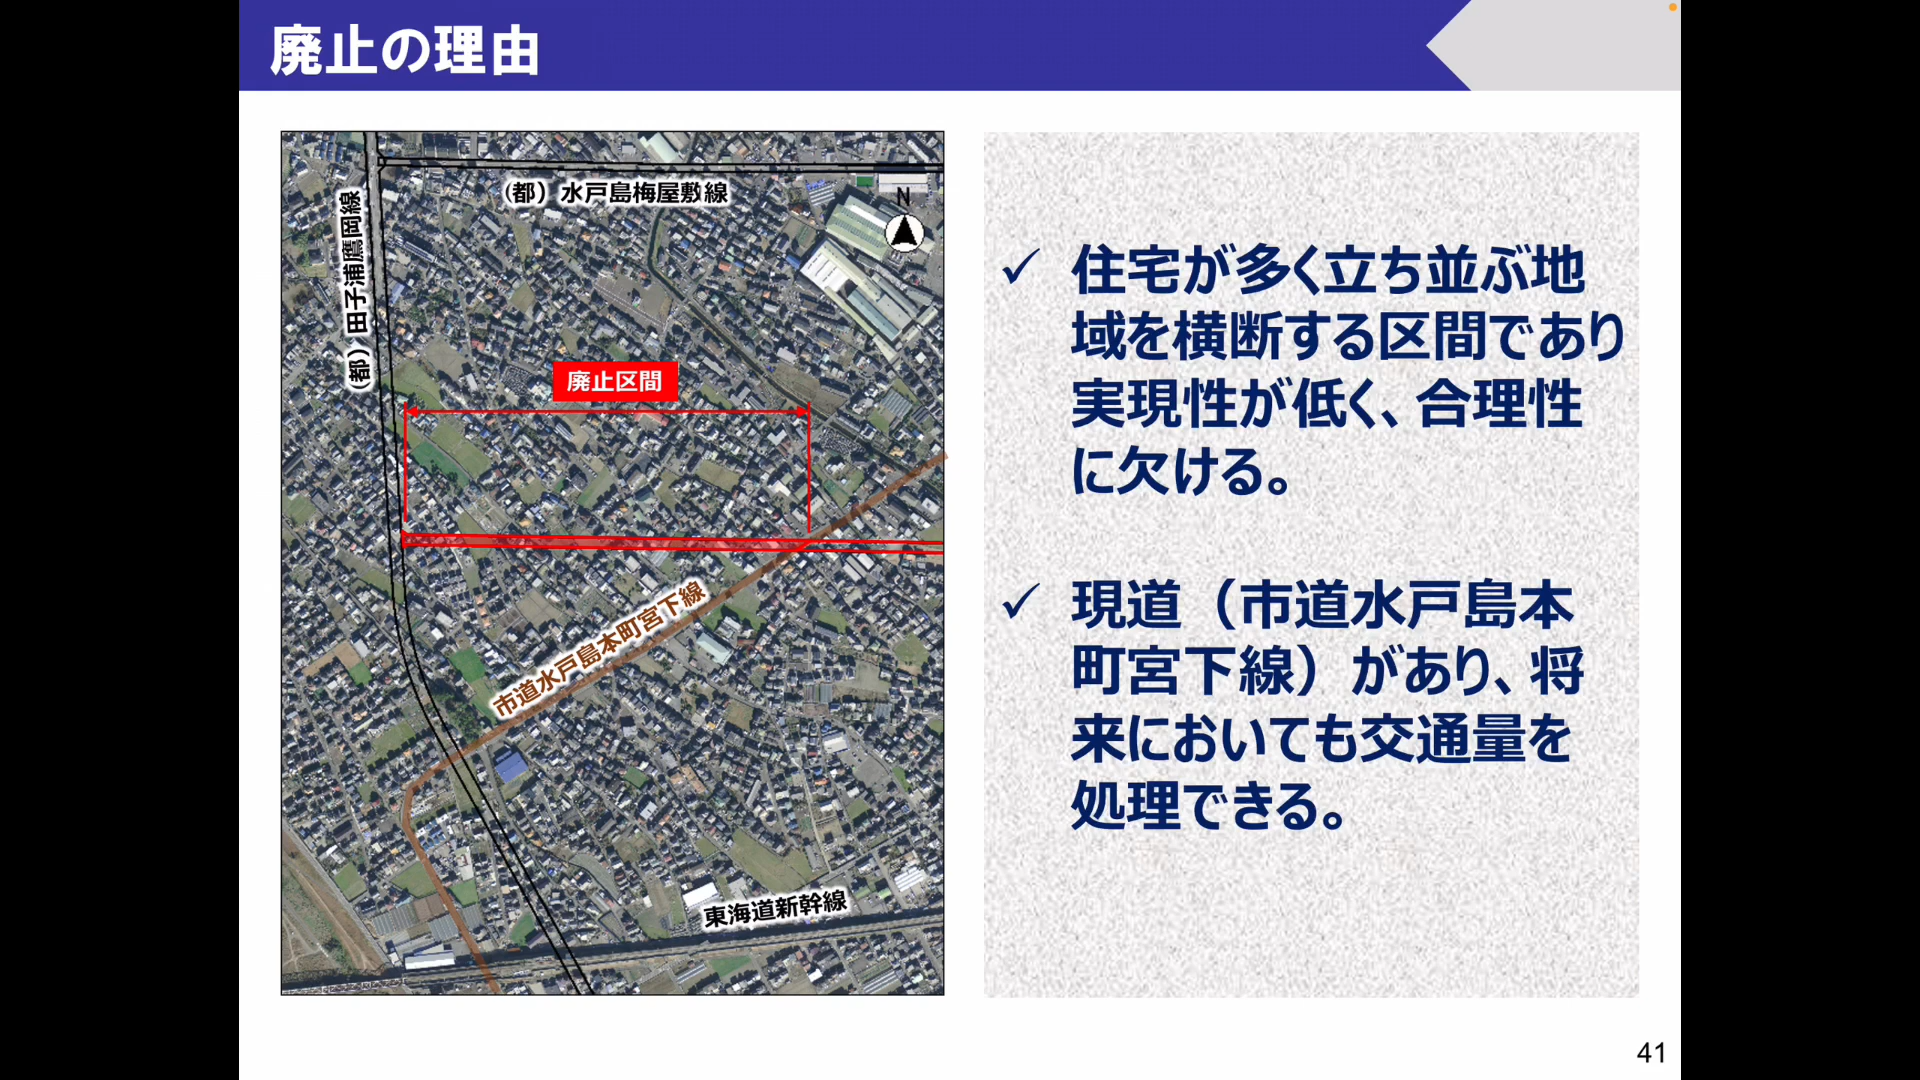 廃止の理由
(都）水戸島梅屋敷線
(都）田子浦鷹岡線
N
廃止区間
市道水戸島本町宮下線
東海道新幹線
✓ 住宅が多く立ち並ぶ地
域を横断する区間であり
実現性が低く、合理性
に欠ける。
✓ 現道（市道水戸島本
町宮下線）があり、将
来においても交通量を
処理できる。
41